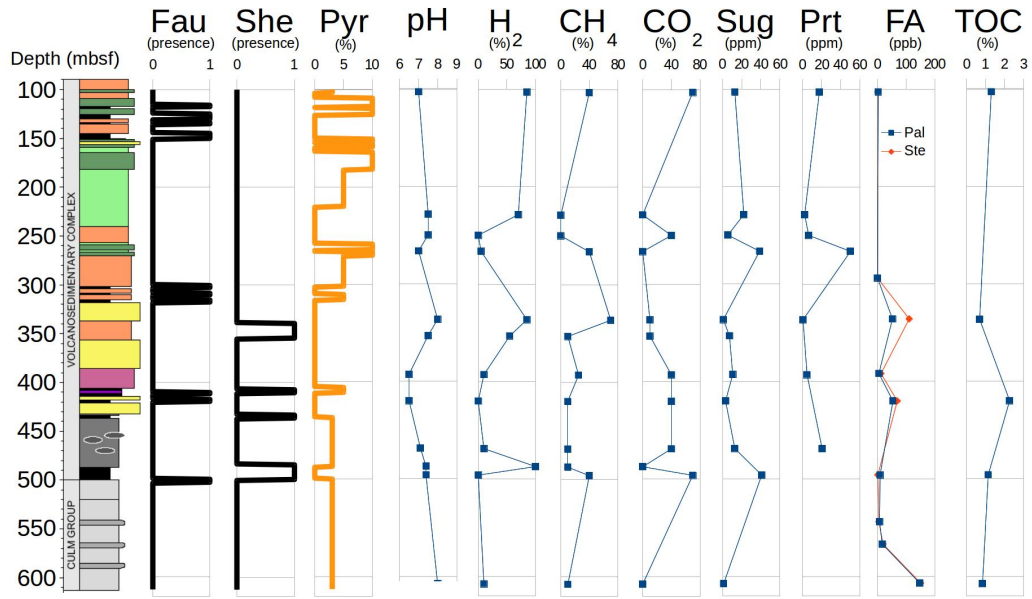 Fau She Pyr pH H2 CH4 CO2 Sug Prt FA TOC
(presence) (presence) (%) (%) (%) (%) (ppm) (ppm) (ppb) (%)
Depth (mbsf)
0 1 0 1 0 5 10 6 7 8 9 0 50 100 0 40 80 0 20 40 60 80 0 20 40 60 0 20 40 60 0 100 200 0 1 2 3
100
150
200
250
300
350
400
450
500
550
600
VOLCANOSEDIMENTARY COMPLEX
CULM GROUP
Pal
Ste